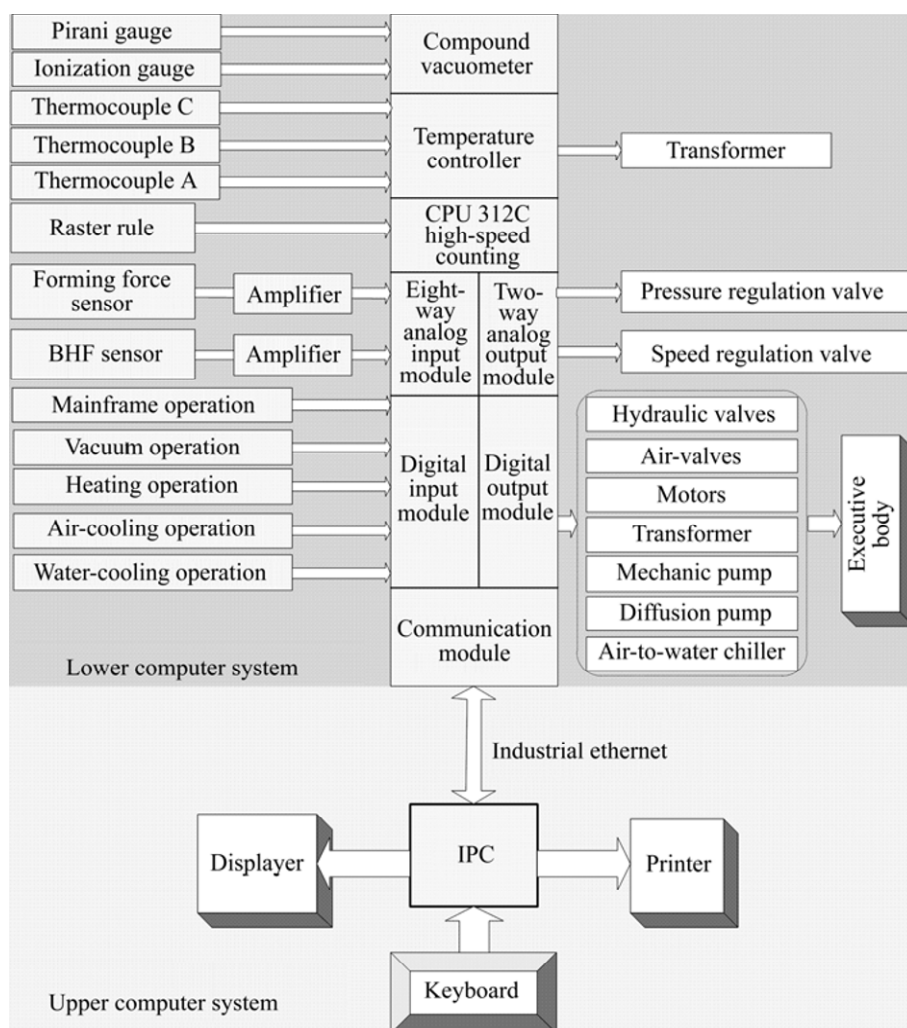 Pirani gauge
Ionization gauge
Thermocouple C
Thermocouple B
Thermocouple A
Raster rule
Forming force
sensor
Amplifier
BHF sensor
Amplifier
Mainframe operation
Vacuum operation
Heating operation
Air-cooling operation
Water-cooling operation
Lower computer system
Compound
vacuometer
Temperature
controller
CPU 312C
high-speed
counting
Eight-
way
analog
input
module
Two-
way
analog
output
module
Digital
input
module
Digital
output
module
Communication
module
Transformer
Pressure regulation valve
Speed regulation valve
Hydraulic valves
Air-valves
Motors
Transformer
Mechanic pump
Diffusion pump
Air-to-water chiller
Executive
body
Industrial ethernet
Displayer
IPC
Printer
Keyboard
Upper computer system